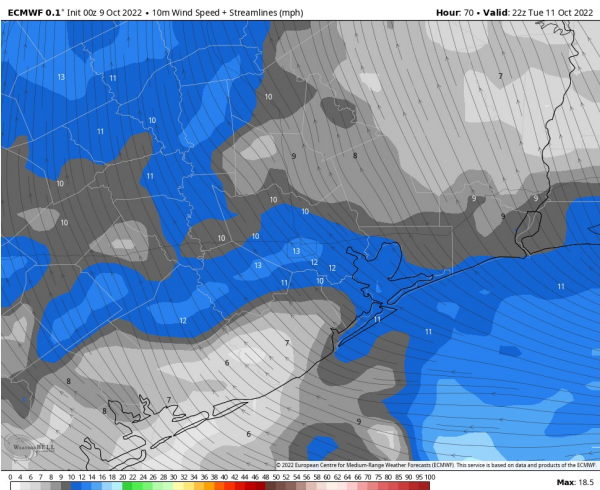 ECMWF 0.1° Init 00z 9 Oct 2022 • 10m Wind Speed + Streamlines (mph) Hour: 70 • Valid: 22z Tue 11 Oct 2022
13 11 7
10 10
11
9 8
11
10
10 10 9 9
10 9
10 10
13
13 12 12
11 10 11
12 11
11
7
6
8
7
8
9
6
WeatherBELL
© 2022 European Centre for Medium-Range Weather Forecasts (ECMWF). This service is based on data and products of the ECMWF.
0 4 6 7 8 9 10 12 14 16 18 20 22 24 26 28 30 32 34 36 38 40 42 44 46 48 52 54 56 58 60 62 64 66 68 70 75 80 85 90 95 100 Max: 18.5